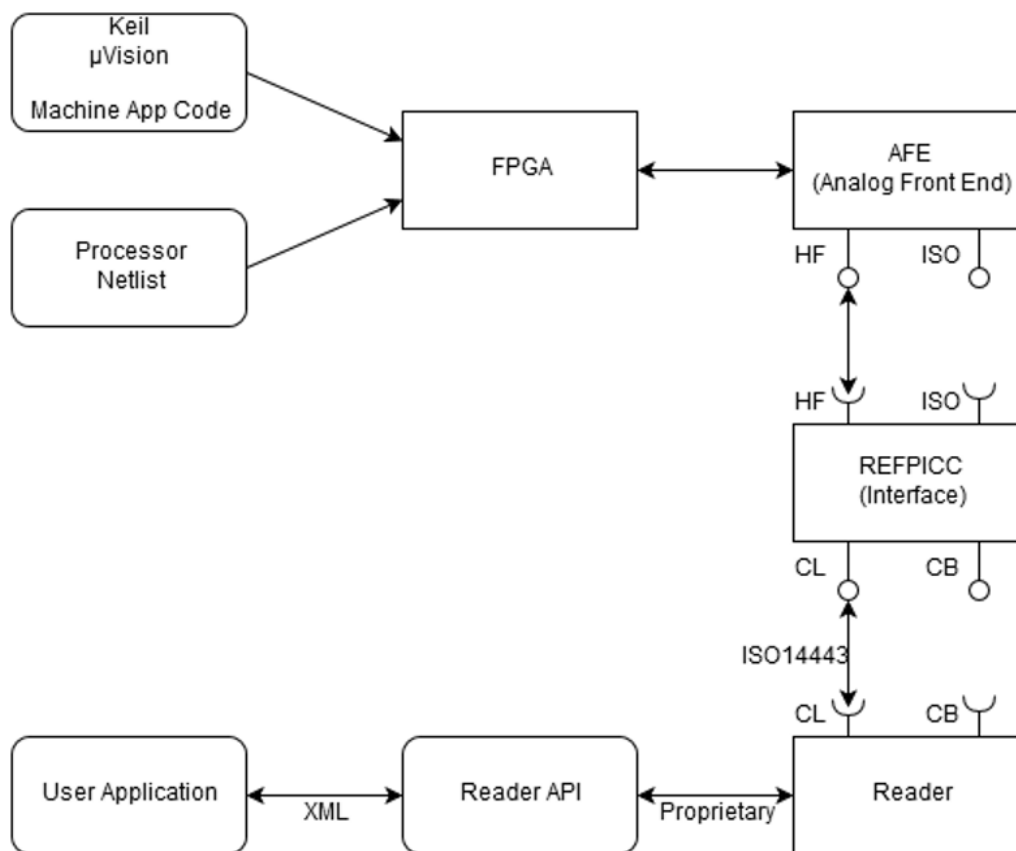 Keil
µVision
Machine App Code
FPGA
AFE
(Analog Front End)
Processor
Netlist
HF
ISO
HF
ISO
REFPICC
(Interface)
CL
CB
ISO14443
CL
CB
User Application
XML
Reader API
Proprietary
Reader